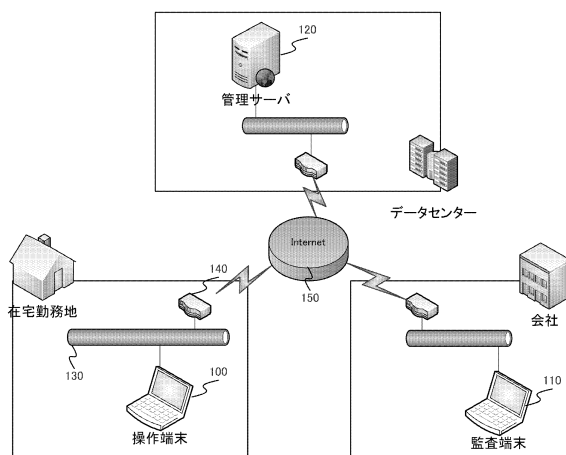 120
管理サーバ
データセンター
Internet
150
140
在宅勤務地
130
100
操作端末
会社
110
監査端末